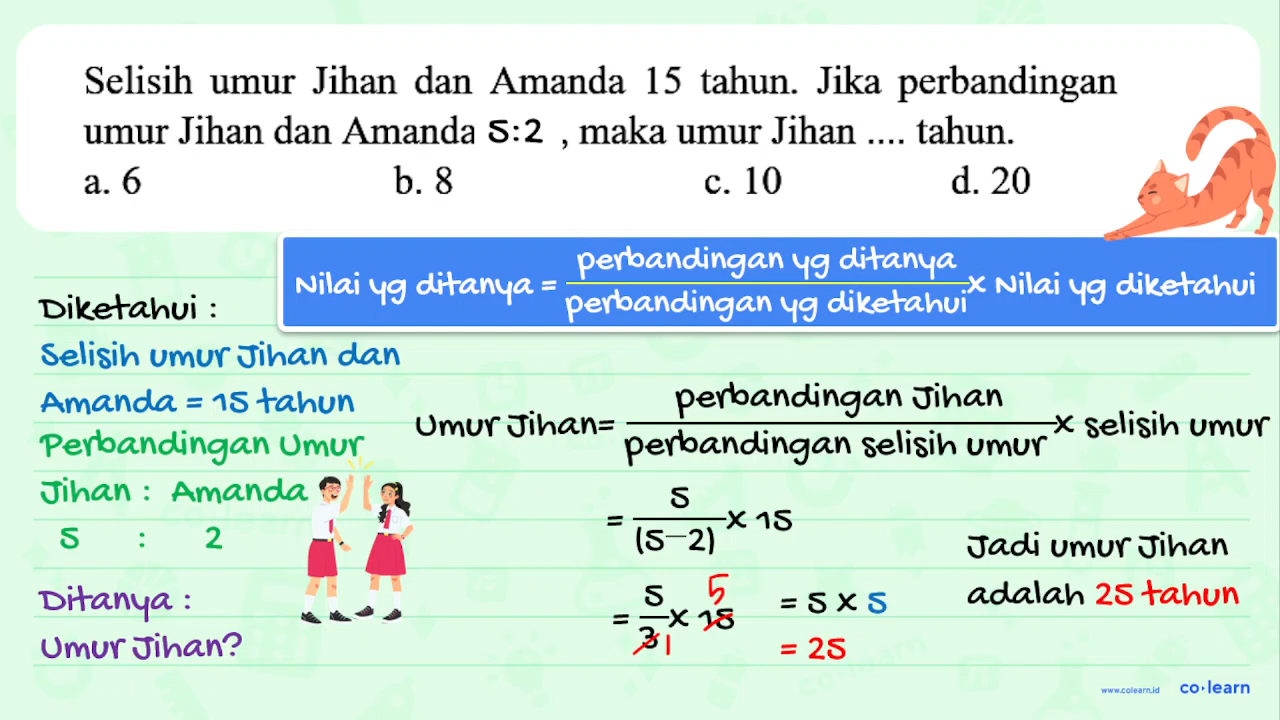 Selisih umur Jihan dan Amanda 15 tahun. Jika perbandingan
umur Jihan dan Amanda 5:2 , maka umur Jihan .... tahun.
a. 6 b. 8 c. 10 d. 20
Nilai yg ditanya = perbandingan yg ditanya / perbandingan yg diketahui x Nilai yg diketahui
Diketahui :
Selisih umur Jihan dan
Amanda = 15 tahun
Perbandingan Umur
Jihan : Amanda
5 : 2
Ditanya :
Umur Jihan?
Umur Jihan= perbandingan Jihan / perbandingan selisih umur x selisih umur
= 5 / (5-2) x 15
= 5 / 3 1 x 15 5
= 5 x 5
= 25
Jadi umur Jihan
adalah 25 tahun
www.colearn.id
co·learn